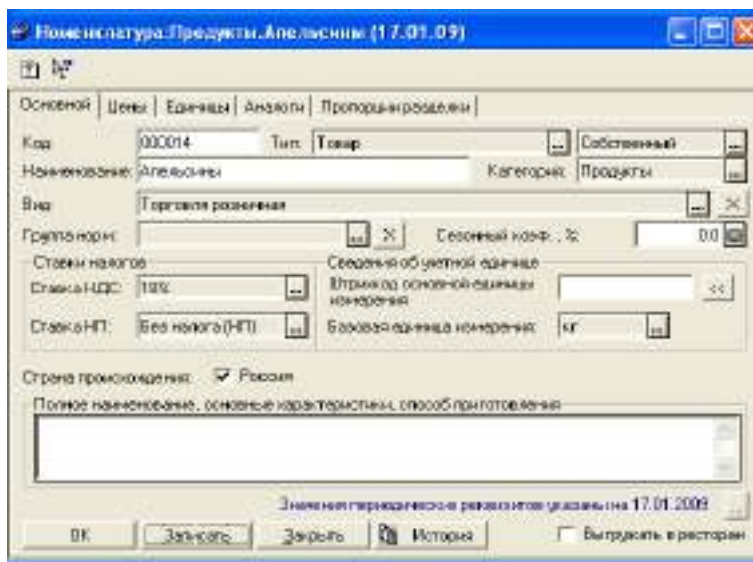 Номенклатура:Продукты.Апельсины (17.01.09)
Основной Цены Единицы Аналоги Пропорции разделки
Код: 000014 Тип: Товар ... Собственный ...
Наименование: Апельсины Категория: Продукты ...
Вид: Торговля розничная ... ✕
Группа норм: ... ✕ Сезонный коэф., %: 0.0
Ставки налогов Сведения об учетной единице
Ставка НДС: ... Штрих код основной единицы <<
измерения
Ставка НП: Без налога (НП) ... Базовая единица измерения: кг ...
Страна происхождения: Россия
Полное наименование, основные характеристики, способ приготовления
Значения периодических реквизитов указаны на 17.01.2009 ...
OK Записать Закрыть История Выгружать в ресторан